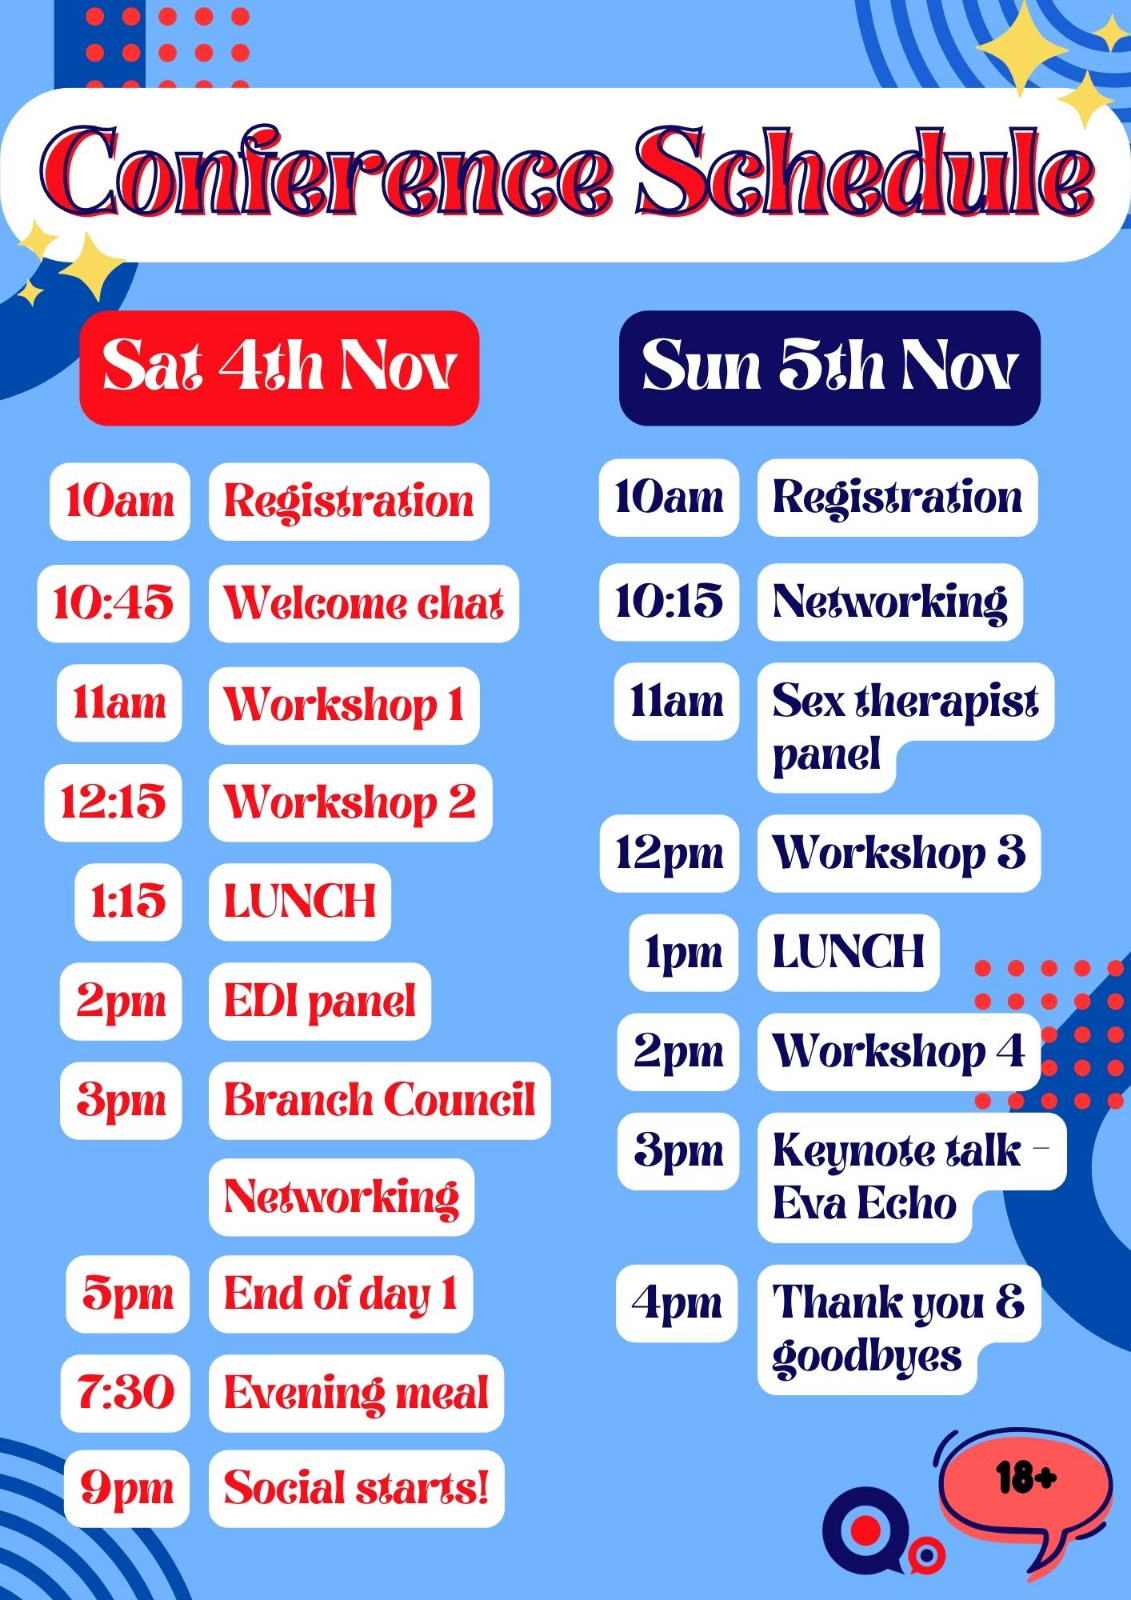 Conference Schedule
Sat 4th Nov
10am Registration
10:45 Welcome chat
11am Workshop 1
12:15 Workshop 2
1:15 LUNCH
2pm EDI panel
3pm Branch Council
Networking
5pm End of day 1
7:30 Evening meal
9pm Social starts!
Sun 5th Nov
10am Registration
10:15 Networking
11am Sex therapist
panel
12pm Workshop 3
1pm LUNCH
2pm Workshop 4
3pm Keynote talk –
Eva Echo
4pm Thank you &
goodbyes
18+